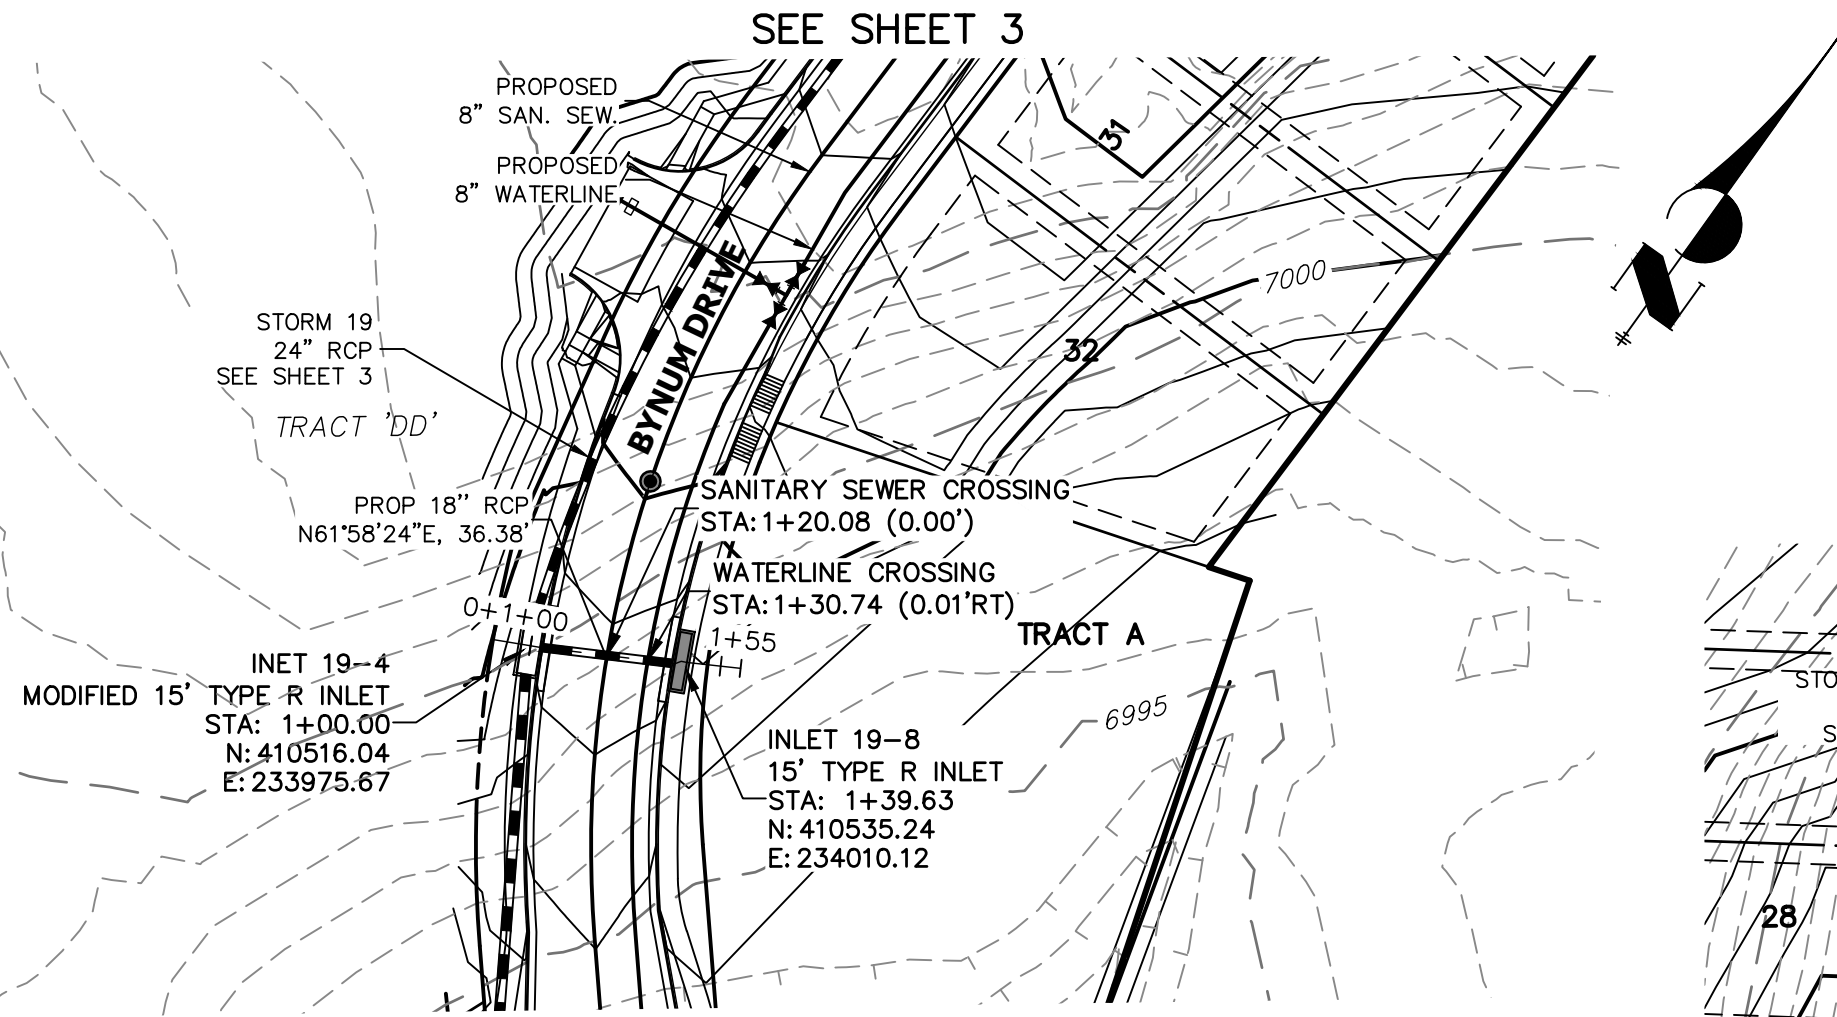 SEE SHEET 3
PROPOSED
8" SAN. SEW.
PROPOSED
8" WATERLINE
31
BYNUM DRIVE
7000
32
STORM 19
24" RCP
SEE SHEET 3
TRACT 'DD'
PROP 18'' RCP
N61°58'24"E, 36.38'
SANITARY SEWER CROSSING
STA:1+20.08 (0.00')
WATERLINE CROSSING
STA:1+30.74 (0.01'RT)
0+1+00
1+55
TRACT A
INET 19-4
MODIFIED 15' TYPE R INLET
STA: 1+00.00
N:410516.04
E:233975.67
6995
INLET 19-8
15' TYPE R INLET
STA: 1+39.63
N:410535.24
E:234010.12
STO
S
28
N